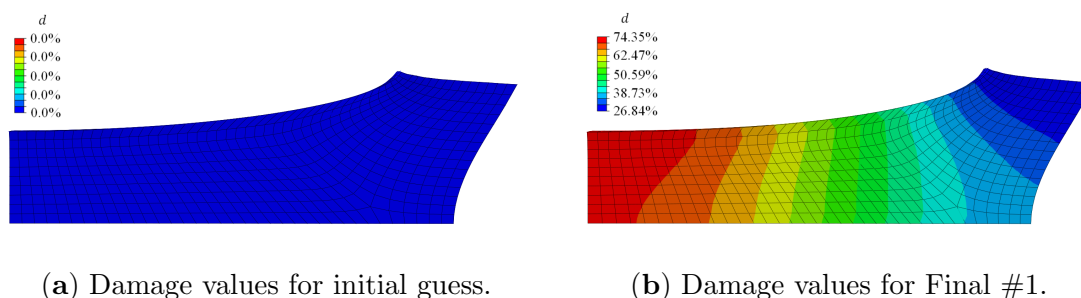 d
0.0%
0.0%
0.0%
0.0%
0.0%
d
74.35%
62.47%
50.59%
38.73%
26.84%
(a) Damage values for initial guess.
(b) Damage values for Final #1.